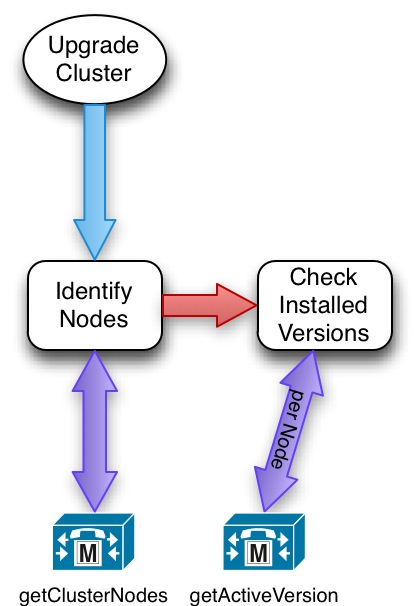 Upgrade
Cluster
Identify
Nodes
Check
Installed
Versions
per Node
M
M
getClusterNodes
getActiveVersion